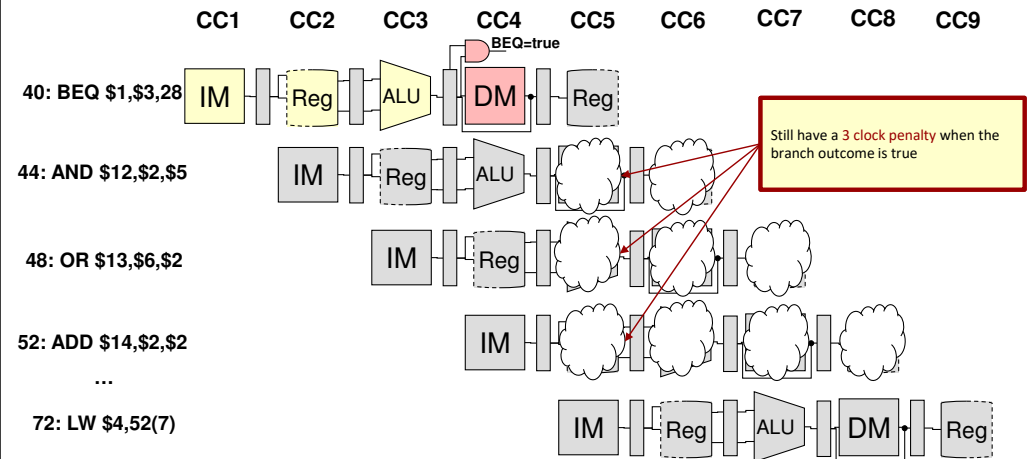 CC1 CC2 CC3 CC4 CC5 CC6 CC7 CC8 CC9
BEQ=true
40: BEQ $1,$3,28 IM Reg ALU DM Reg
Still have a 3 clock penalty when the
branch outcome is true
44: AND $12,$2,$5 IM Reg ALU
48: OR $13,$6,$2 IM Reg
52: ADD $14,$2,$2 IM
...
72: LW $4,52(7) IM Reg ALU DM Reg